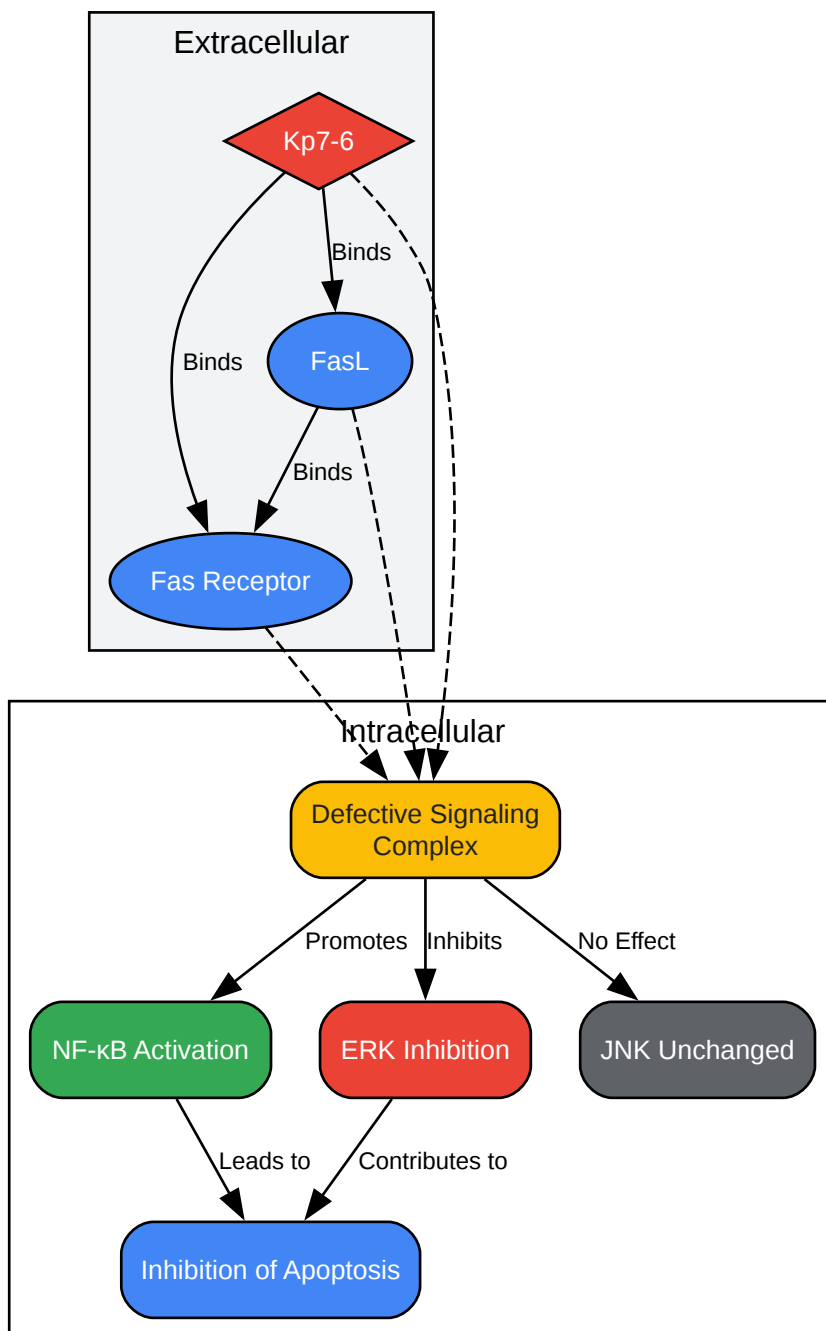 Extracellular
Kp7-6
Binds
FasL
Binds
Binds
Fas Receptor
Intracellular
Defective Signaling
Complex
Promotes
Inhibits
No Effect
NF-κB Activation
ERK Inhibition
JNK Unchanged
Leads to
Contributes to
Inhibition of Apoptosis